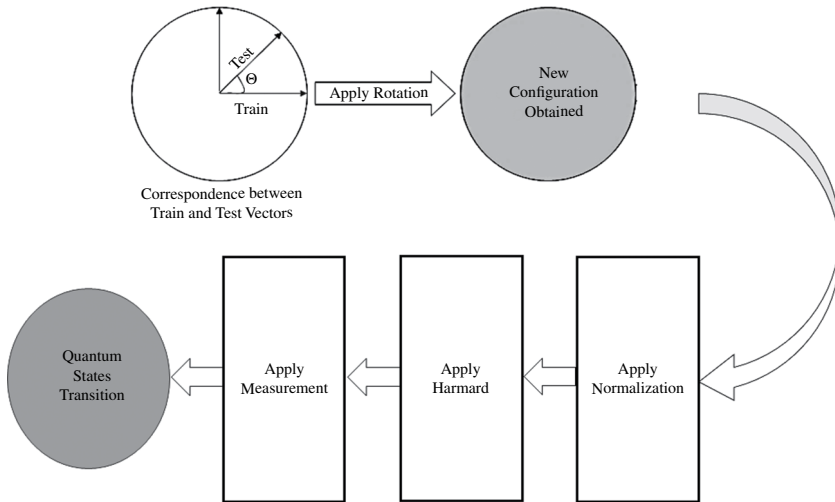 Test
Θ
Train
Correspondence between
Train and Test Vectors
Apply Rotation
New
Configuration
Obtained
Apply
Normalization
Apply
Harmard
Apply
Measurement
Quantum
States
Transition